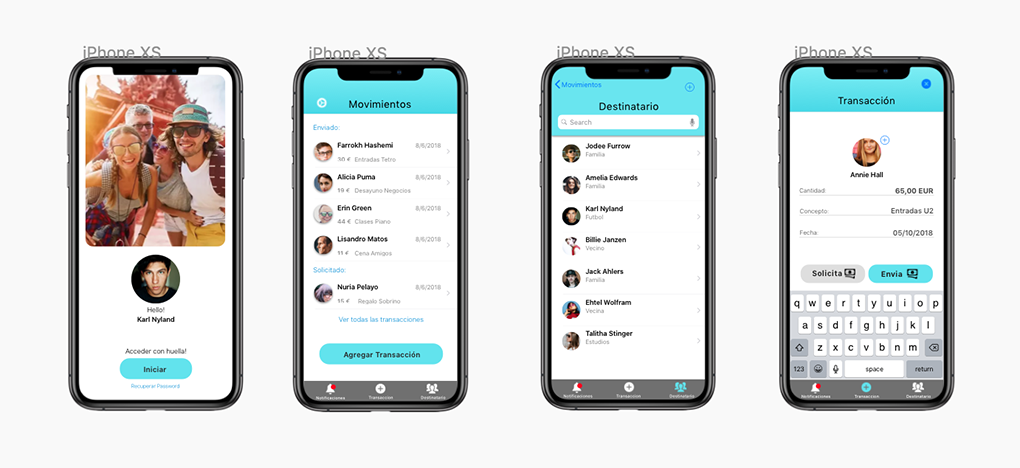 iPhone XS
Hello!
Karl Nyland
Acceder con huella!
Iniciar
Recuperar Password
iPhone XS
Movimientos
Enviado:
Farrokh Hashemi 8/6/2018
30 € Entradas Tetro
Alicia Puma 8/6/2018
19 € Desayuno Negocios
Erin Green 8/6/2018
44 € Clases Piano
Lisandro Matos 8/6/2018
11 € Cena Amigos
Solicitado:
Nuria Pelayo 8/6/2018
15 € Regalo Sobrino
Ver todas las transacciones
Agregar Transacción
Notificaciones Transaccion Destinatario
iPhone XS
Movimientos
Destinatario
Search
Jodee Furrow
Familia
Amelia Edwards
Familia
Karl Nyland
Futbol
Billie Janzen
Vecino
Jack Ahlers
Familia
Ehtel Wolfram
Vecino
Talitha Stinger
Estudios
Notificaciones Transaccion Destinatario
iPhone XS
Transacción
Annie Hall
Cantidad: 65,00 EUR
Concepto: Entradas U2
Fecha: 05/10/2018
Solicita Envia
q w e r t y u i o p
a s d f g h j k l
z x c v b n m
123 space return
Notificaciones Transaccion Destinatario